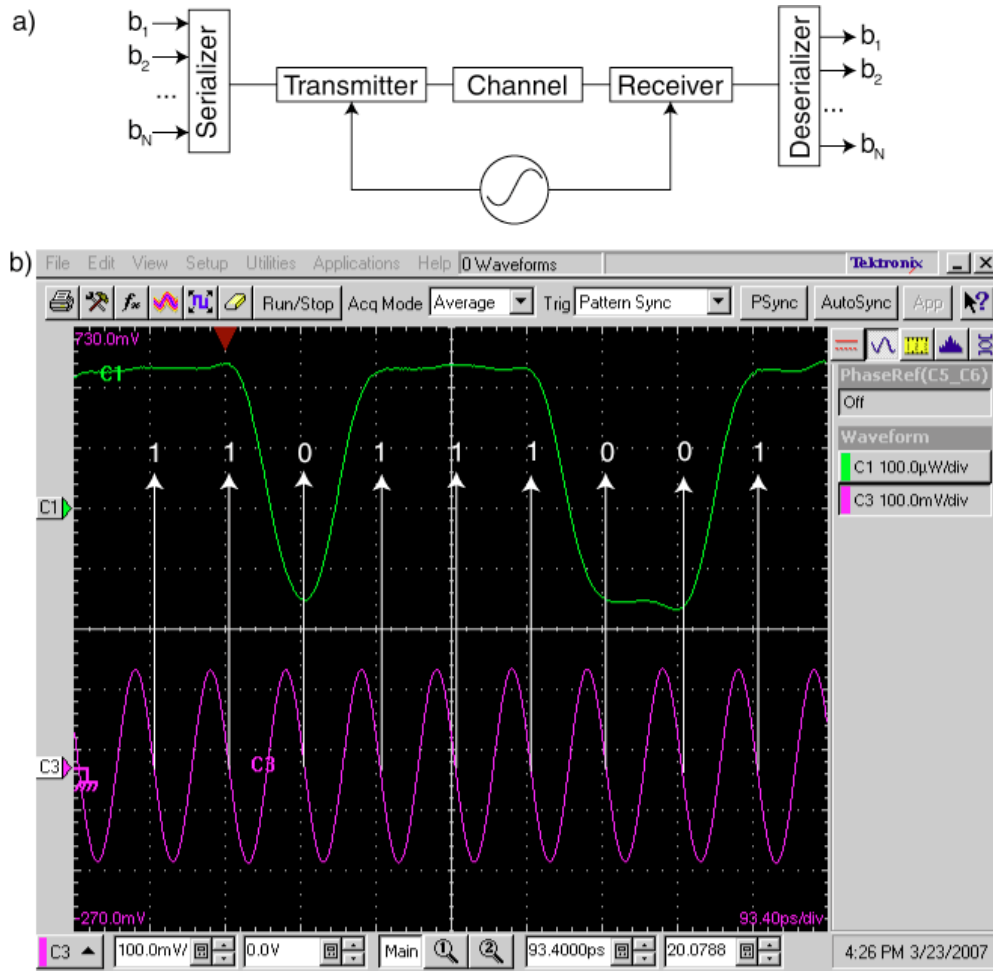 a)
b1
b2
...
bN
Serializer
Transmitter
Channel
Receiver
Deserializer
b1
b2
...
bN
b)
File Edit View Setup Utilities Applications Help 0 Waveforms Tektronix
fx Run/Stop Acq Mode Average Trig Pattern Sync PSync AutoSync App
730.0mV
C1
1 1 0 1 1 1 0 0 1
C1
C3
C3
-270.0mV
93.40ps/div
PhaseRef(C5_C6)
Off
Waveform
C1 100.0µW/div
C3 100.0mV/div
C3 100.0mV/ 0.0V Main 1 2 93.4000ps 20.0788 4:26 PM 3/23/2007